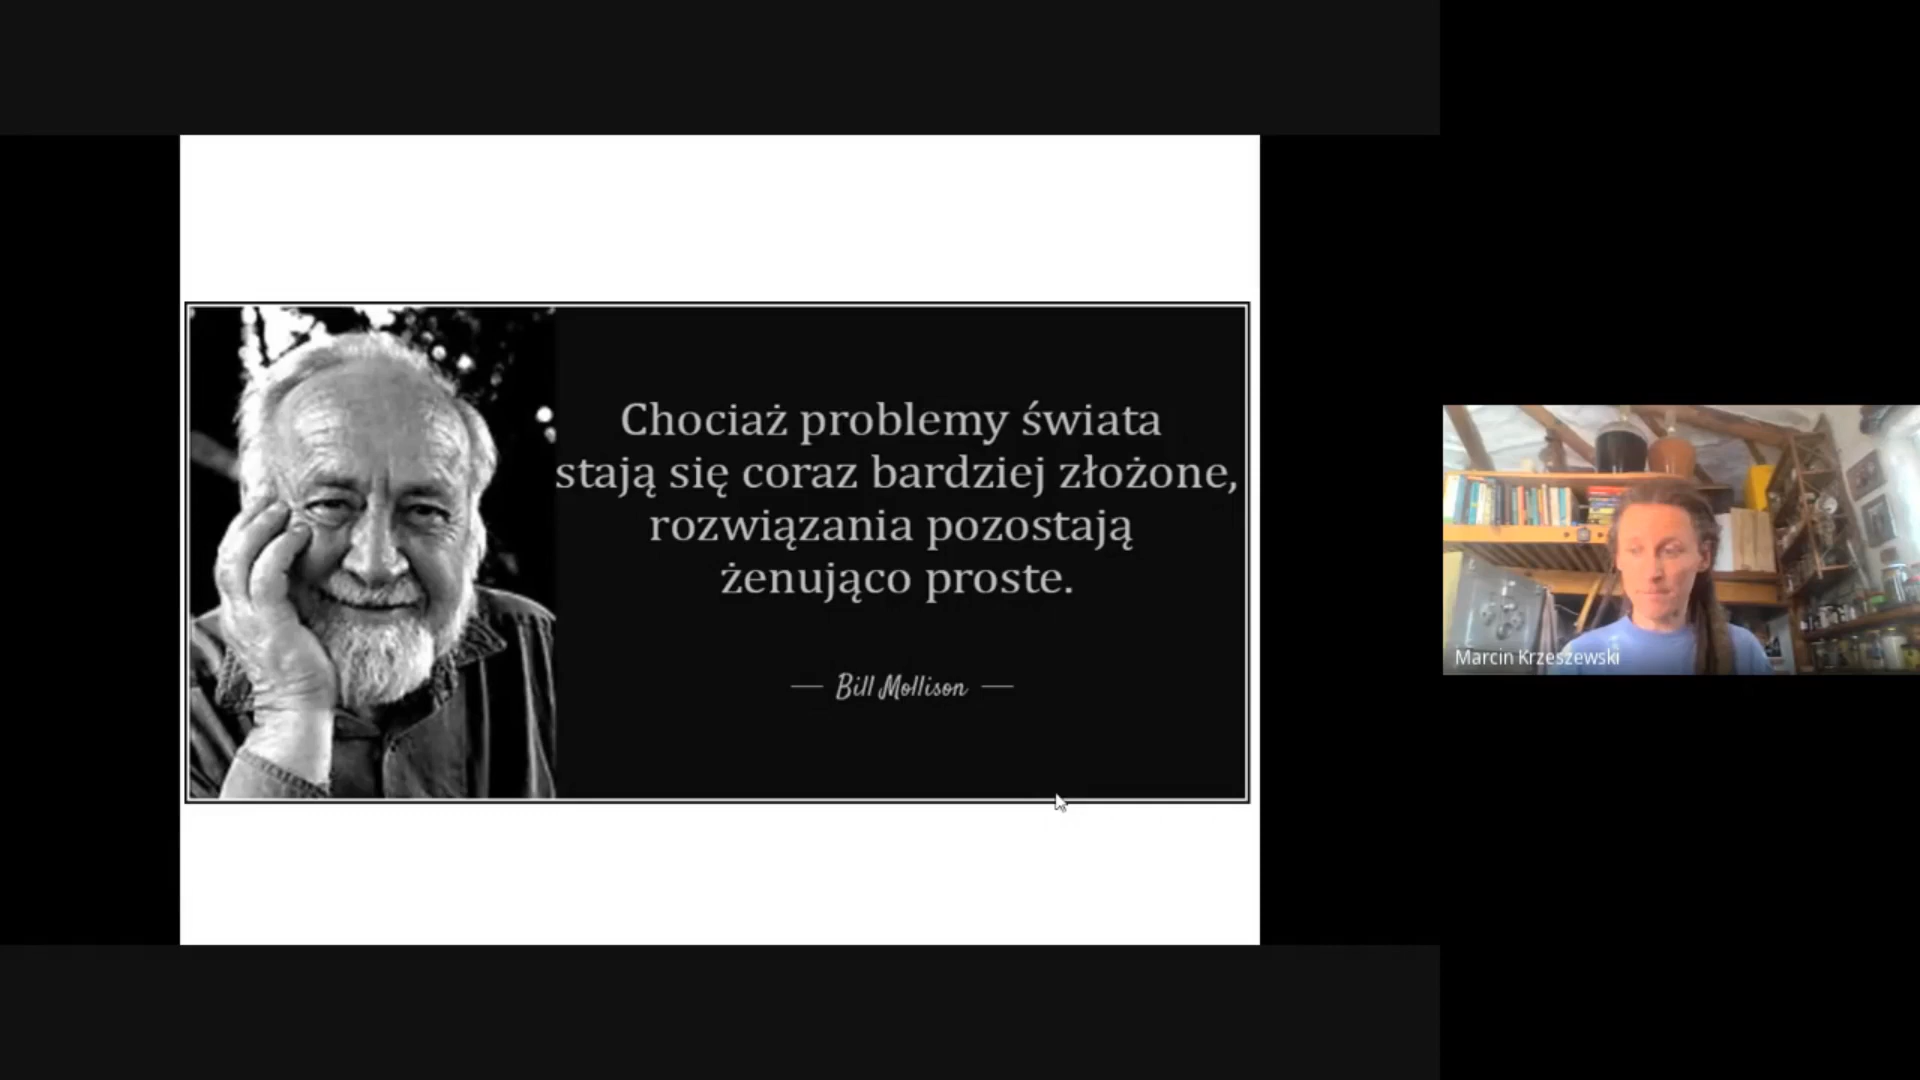 Chociaż problemy świata
stają się coraz bardziej złożone,
rozwiązania pozostają
żenująco proste.
— Bill Mollison —
Marcin Krzeszewski